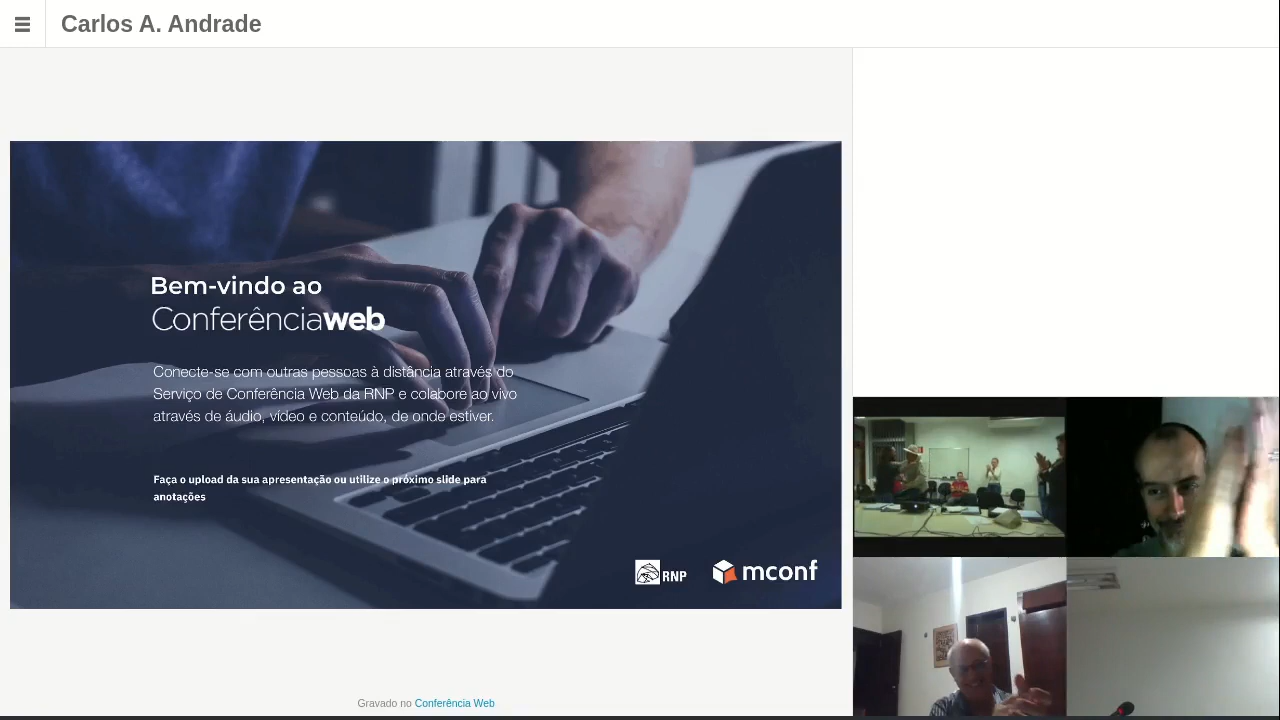 Carlos A. Andrade
Bem-vindo ao
Conferênciaweb
Conecte-se com outras pessoas à distância através do
Serviço de Conferência Web da RNP e colabore ao vivo
através de áudio, vídeo e conteúdo, de onde estiver.
Faça o upload da sua apresentação ou utilize o próximo slide para
anotações
RNP
mconf
Gravado no Conferência Web